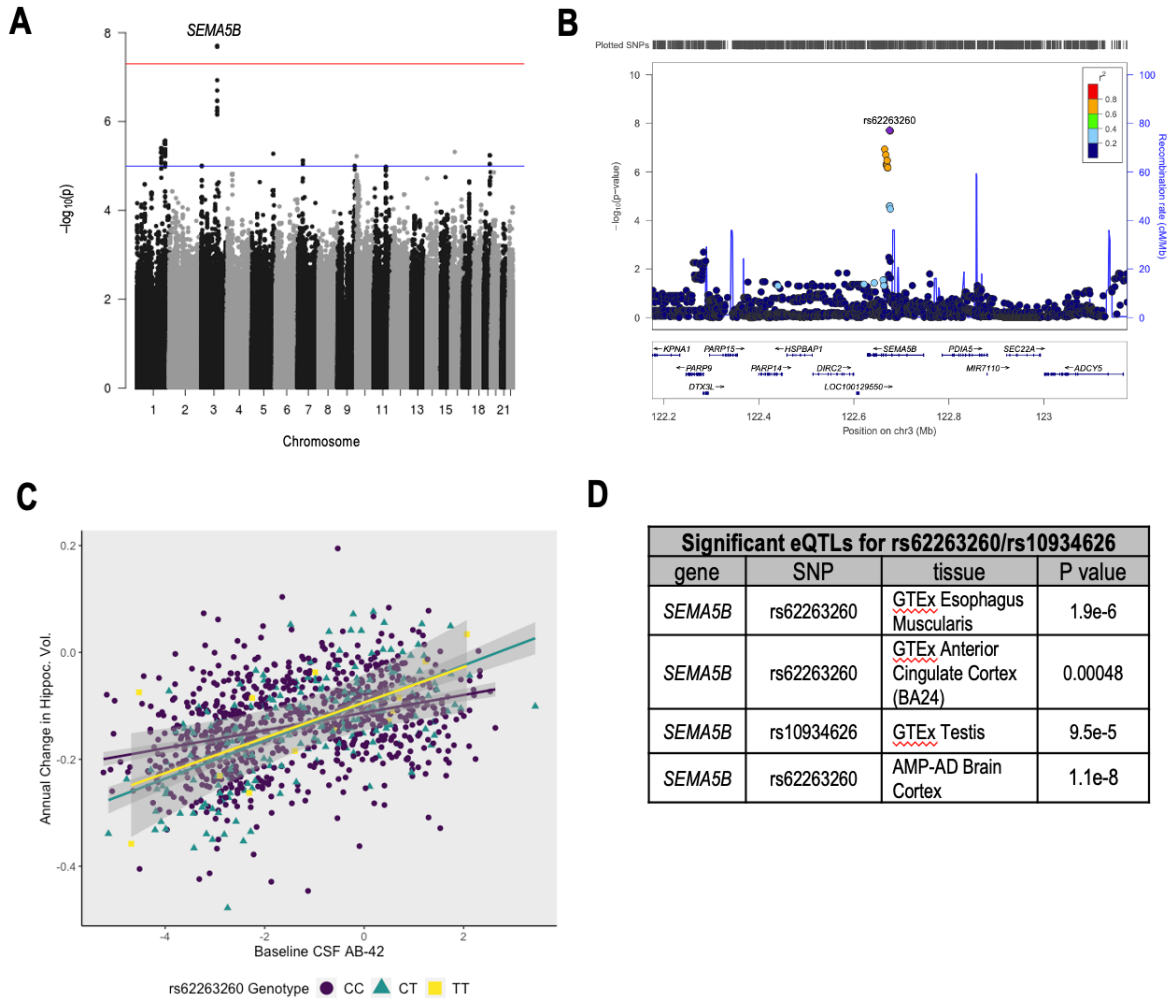 A
SEMA5B
8
6
4
2
0
−log10(p)
1 2 3 4 5 6 7 8 9 11 13 15 18 21
Chromosome
B
Plotted SNPs
rs62263260
r²
0.8
0.6
0.4
0.2
10
8
6
4
2
0
−log10(p−value)
100
80
60
40
20
0
Recombination rate (cM/Mb)
←KPNA1 PARP15→ ←HSPBAP1 ←SEMA5B PDIA5→ SEC22A→
←PARP9 PARP14→ DIRC2→ MIR7110→ ←ADCY5
DTX3L→ LOC100129550→
122.2 122.4 122.6 122.8 123
Position on chr3 (Mb)
C
0.2
0.0
-0.2
-0.4
Annual Change in Hippoc. Vol.
-4 -2 0 2
Baseline CSF AB-42
rs62263260 Genotype CC CT TT
D
Significant eQTLs for rs62263260/rs10934626
gene SNP tissue P value
SEMA5B rs62263260 GTEx Esophagus Muscularis 1.9e-6
SEMA5B rs62263260 GTEx Anterior Cingulate Cortex (BA24) 0.00048
SEMA5B rs10934626 GTEx Testis 9.5e-5
SEMA5B rs62263260 AMP-AD Brain Cortex 1.1e-8